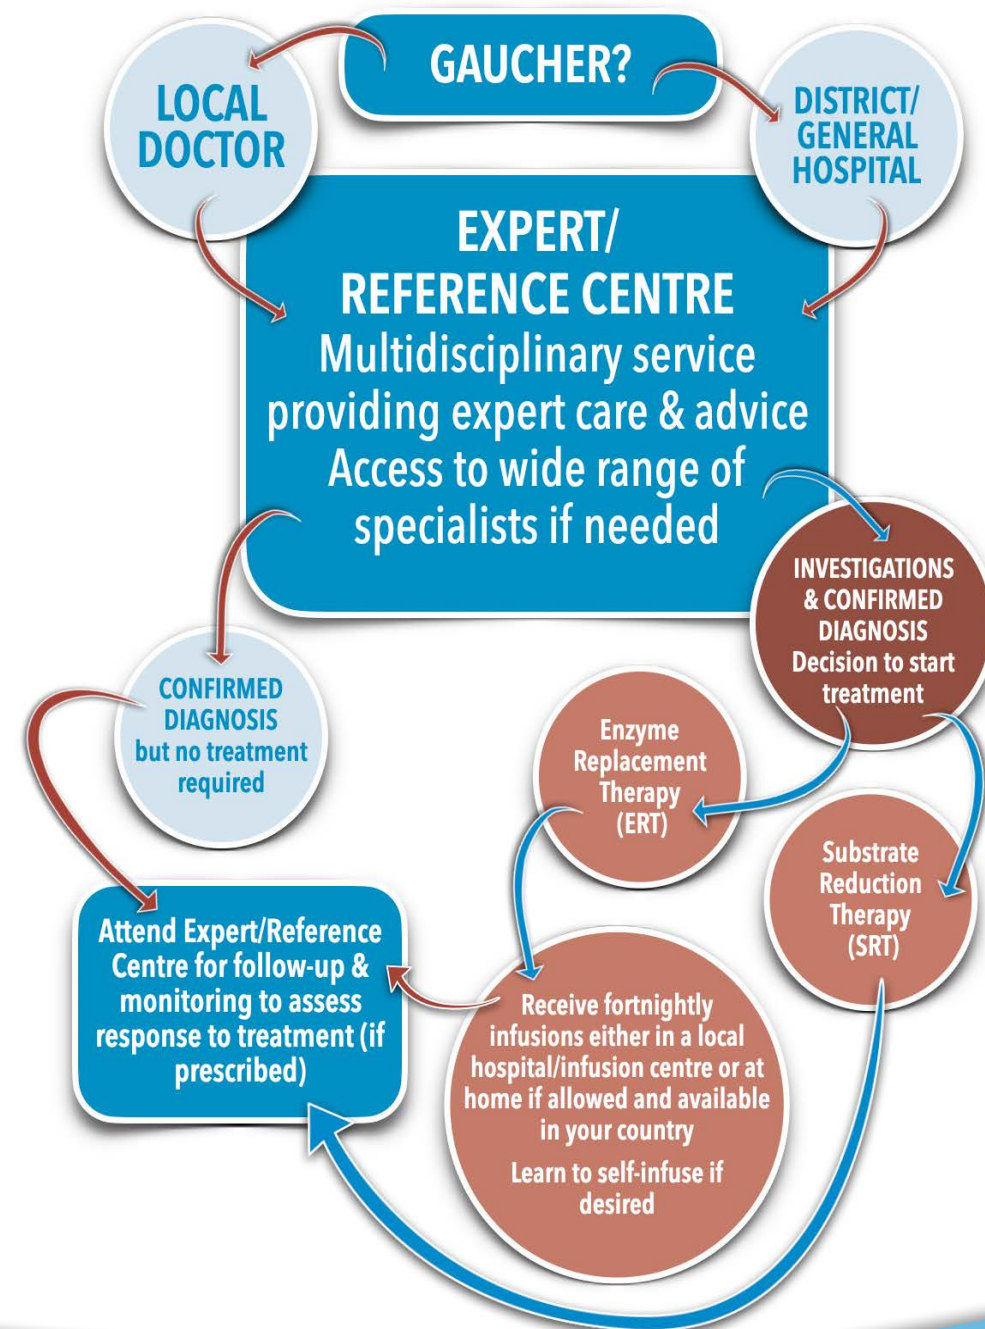 GAUCHER?
LOCAL
DOCTOR
DISTRICT/
GENERAL
HOSPITAL
EXPERT/
REFERENCE CENTRE
Multidisciplinary service
providing expert care & advice
Access to wide range of
specialists if needed
INVESTIGATIONS
& CONFIRMED
DIAGNOSIS
Decision to start
treatment
CONFIRMED
DIAGNOSIS
but no treatment
required
Enzyme
Replacement
Therapy
(ERT)
Substrate
Reduction
Therapy
(SRT)
Attend Expert/Reference
Centre for follow-up &
monitoring to assess
response to treatment (if
prescribed)
Receive fortnightly
infusions either in a local
hospital/infusion centre or at
home if allowed and available
in your country
Learn to self-infuse if
desired